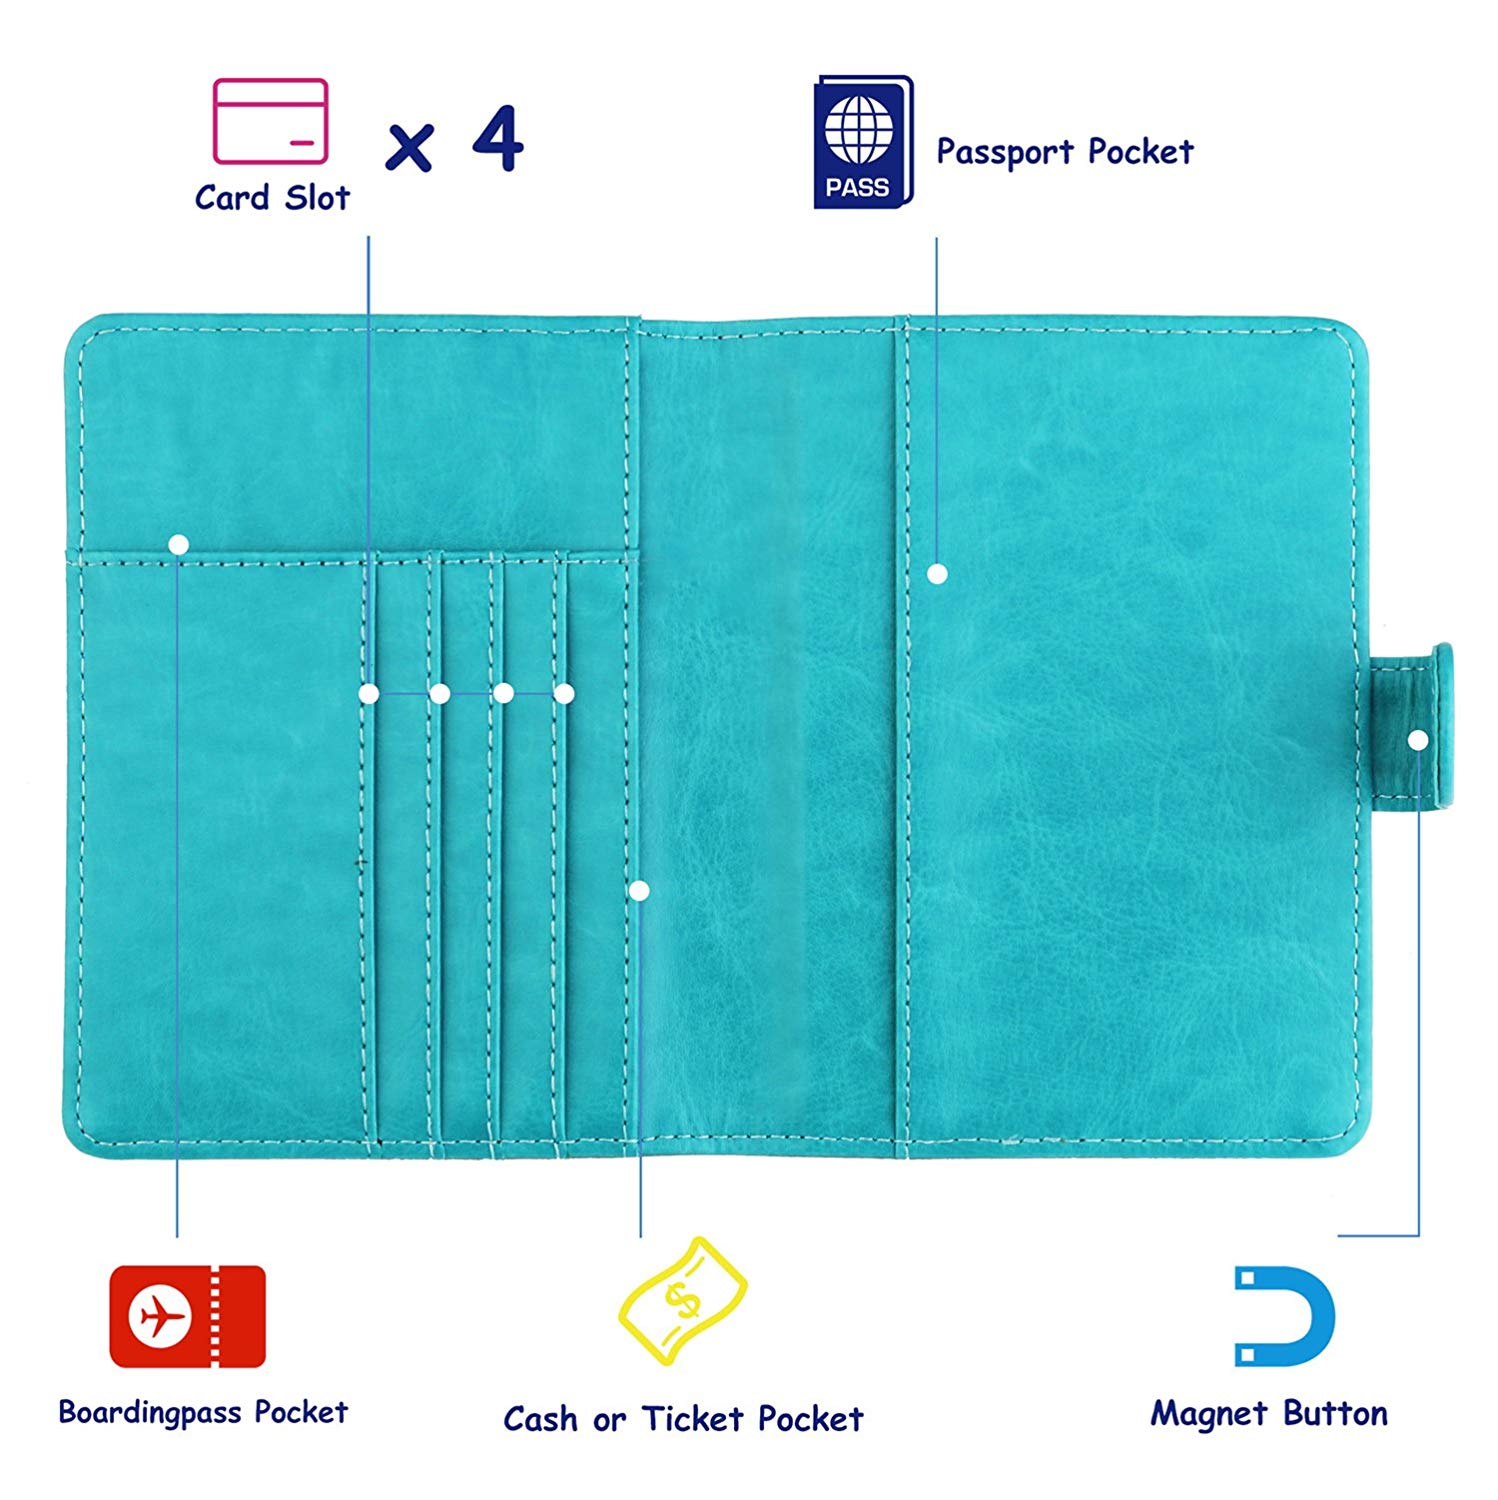 Card Slot
x 4
PASS
Passport Pocket
Boardingpass Pocket
Cash or Ticket Pocket
Magnet Button